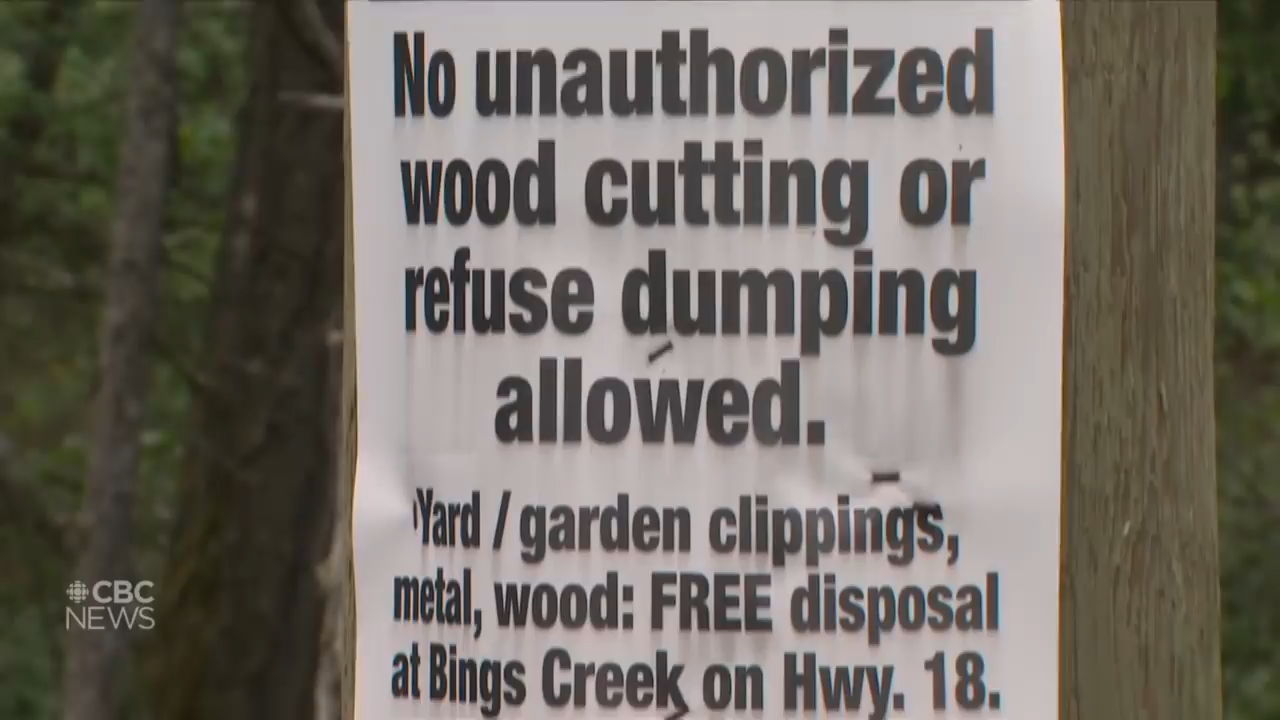 No unauthorized
wood cutting or
refuse dumping
allowed.
Yard / garden clippings,
metal, wood: FREE disposal
at Bings Creek on Hwy. 18.
CBC
NEWS